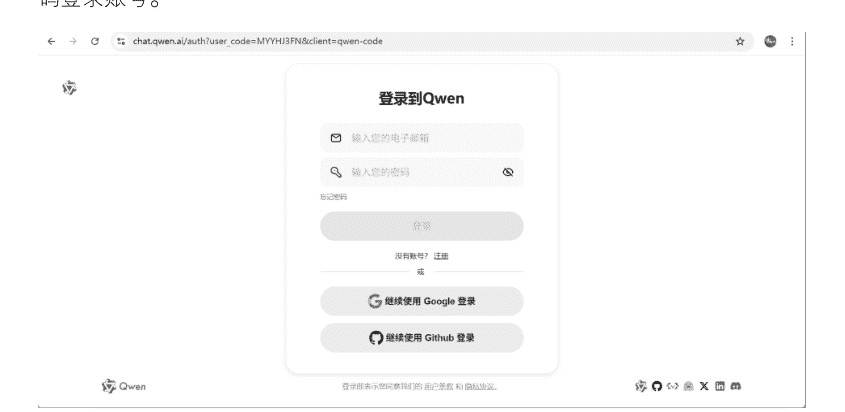 码登录账号。
chat.qwen.ai/auth?user_code=MYYHJ3FN&client=qwen-code
登录到Qwen
输入您的电子邮箱
输入您的密码
忘记密码
登录
没有账号? 注册
或
继续使用 Google 登录
继续使用 Github 登录
登录即表示您同意我们的 用户条款 和 隐私协议。
Qwen